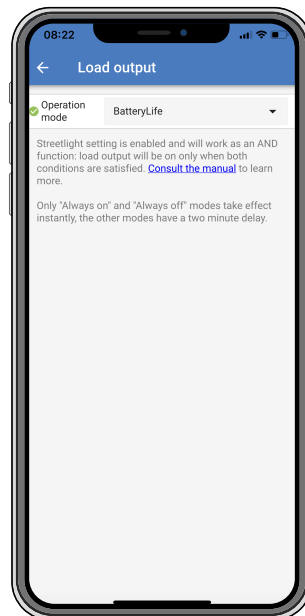 08:22
Load output
Operation
mode
BatteryLife
Streetlight setting is enabled and will work as an AND
function: load output will be on only when both
conditions are satisfied. Consult the manual to learn
more.
Only "Always on" and "Always off" modes take effect
instantly, the other modes have a two minute delay.